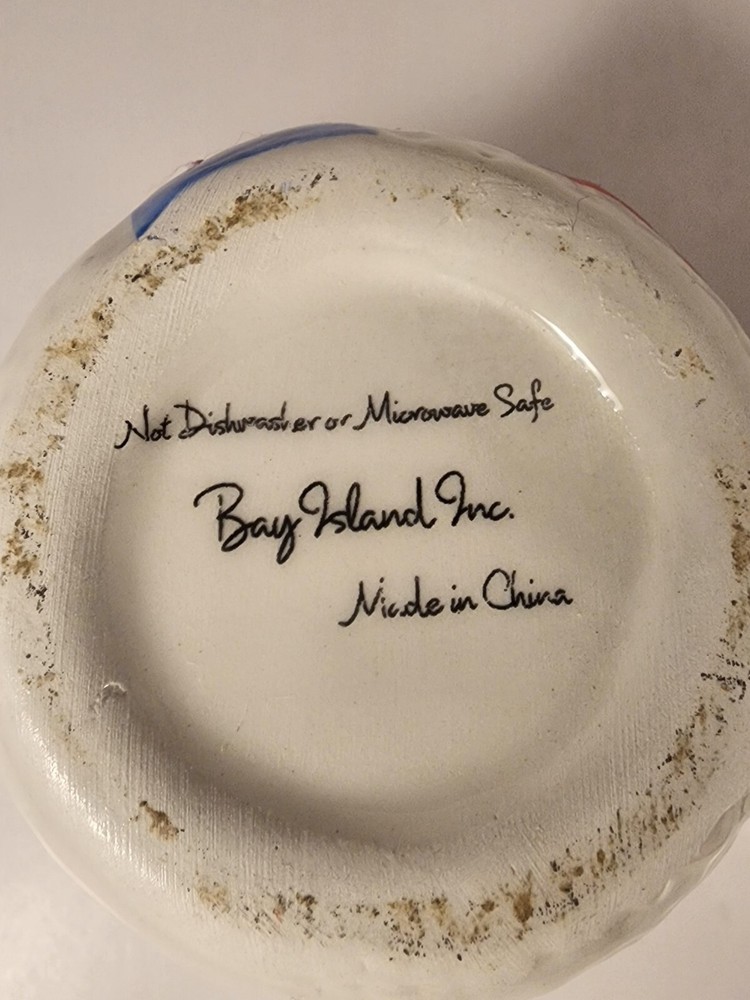 Not Dishwasher or Microwave Safe
Bay Island Inc.
Made in China